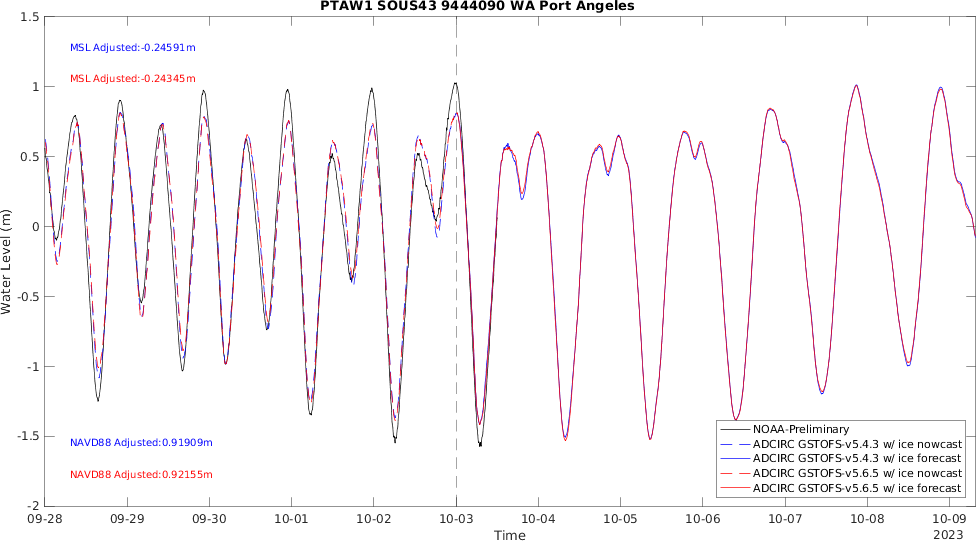 PTAW1 SOUS43 9444090 WA Port Angeles
1.5
1
0.5
0
-0.5
-1
-1.5
-2
Water Level (m)
MSL Adjusted:-0.24591m
MSL Adjusted:-0.24345m
NAVD88 Adjusted:0.91909m
NAVD88 Adjusted:0.92155m
NOAA-Preliminary
ADCIRC GSTOFS-v5.4.3 w/ ice nowcast
ADCIRC GSTOFS-v5.4.3 w/ ice forecast
ADCIRC GSTOFS-v5.6.5 w/ ice nowcast
ADCIRC GSTOFS-v5.6.5 w/ ice forecast
09-28 09-29 09-30 10-01 10-02 10-03 10-04 10-05 10-06 10-07 10-08 10-09
2023
Time